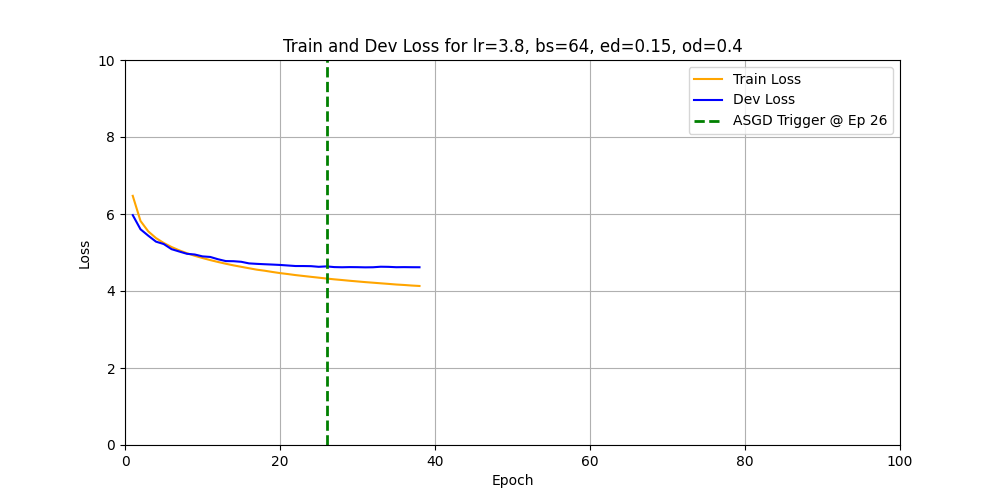 Train and Dev Loss for lr=3.8, bs=64, ed=0.15, od=0.4
Train Loss
Dev Loss
ASGD Trigger @ Ep 26
Loss
10
8
6
4
2
0
0 20 40 60 80 100
Epoch